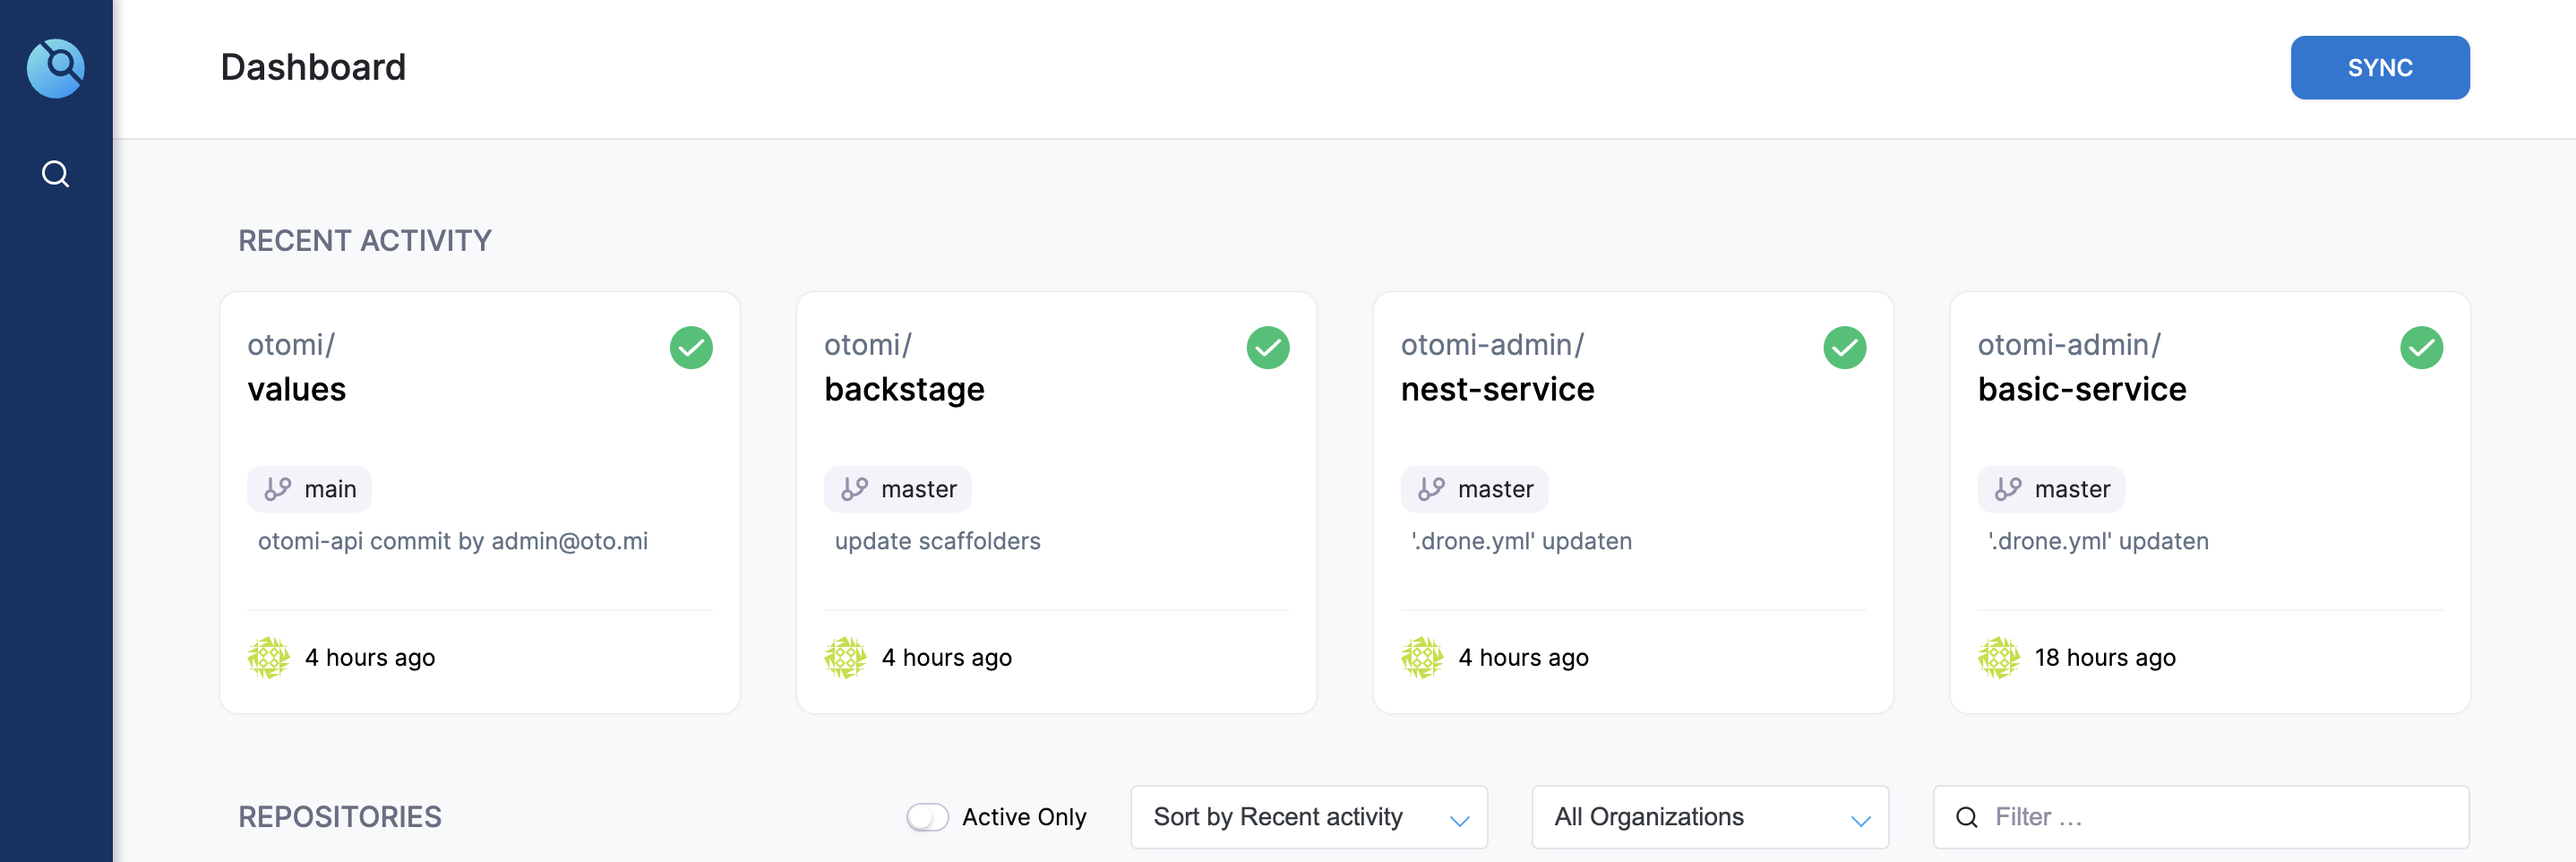 Dashboard
SYNC
RECENT ACTIVITY
otomi/
values
main
otomi-api commit by admin@oto.mi
4 hours ago
otomi/
backstage
master
update scaffolders
4 hours ago
otomi-admin/
nest-service
master
'.drone.yml' updaten
4 hours ago
otomi-admin/
basic-service
master
'.drone.yml' updaten
18 hours ago
REPOSITORIES
Active Only
Sort by Recent activity
All Organizations
Filter …